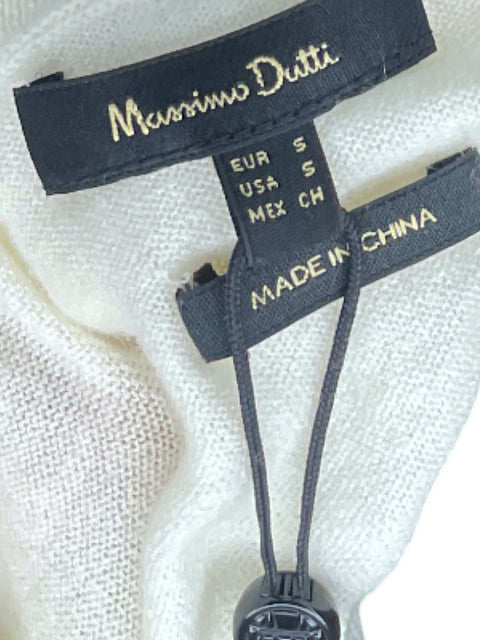 Massimo Dutti
EUR S
USA S
MEX CH
MADE IN CHINA